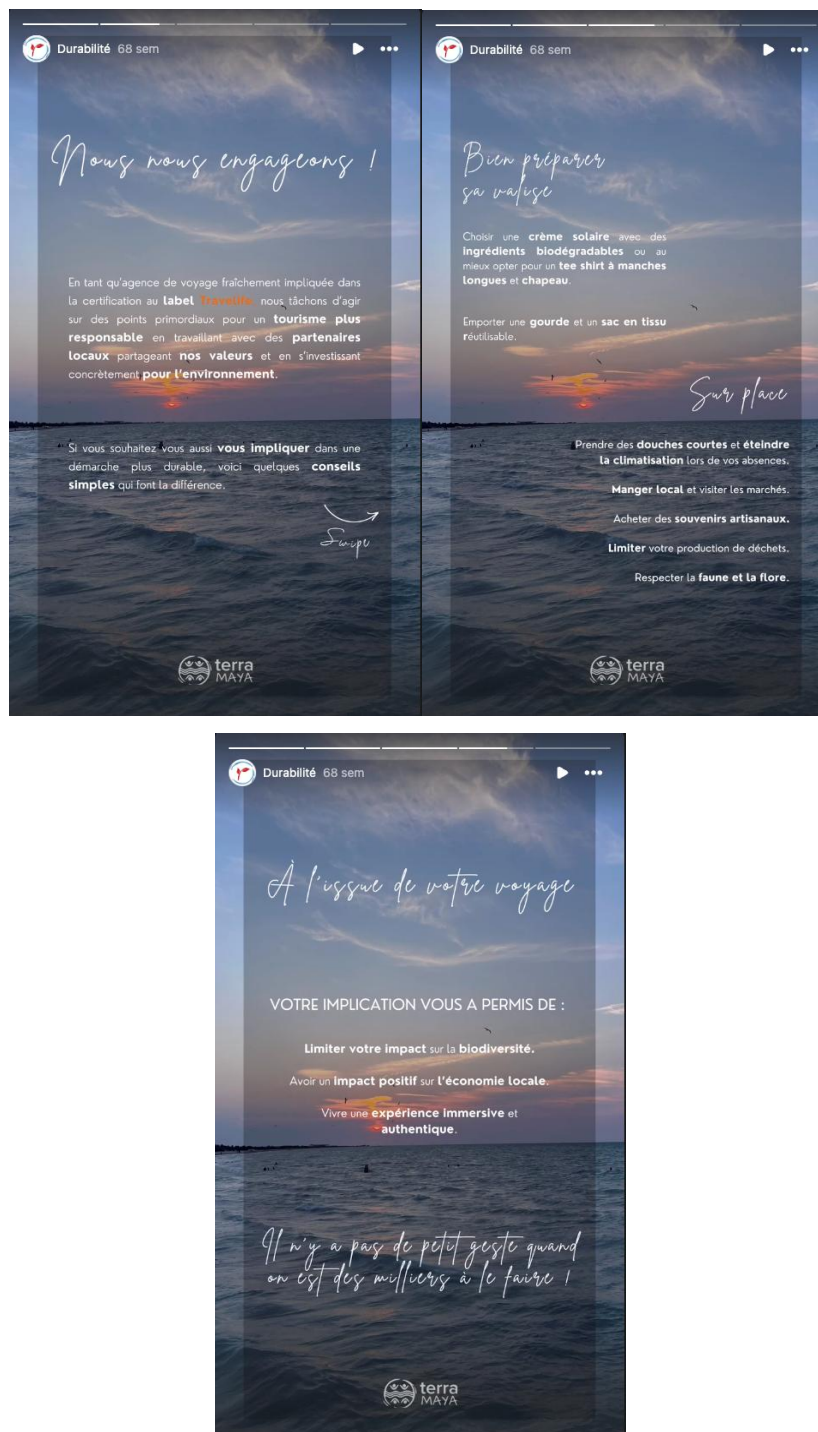 Durabilité 68 sem
Nous nous engageons !
En tant qu'agence de voyage fraîchement impliquée dans
la certification au label Travelife, nous tâchons d'agir
sur des points primordiaux pour un tourisme plus
responsable en travaillant avec des partenaires
locaux partageant nos valeurs et en s'investissant
concrètement pour l'environnement.
Si vous souhaitez vous aussi vous impliquer dans une
démarche plus durable, voici quelques conseils
simples qui font la différence.
Swipe
terra
MAYA
Durabilité 68 sem
Bien préparer
sa valise
Choisir une crème solaire avec des
ingrédients biodégradables ou au
mieux opter pour un tee shirt à manches
longues et chapeau.
Emporter une gourde et un sac en tissu
réutilisable.
Sur place
Prendre des douches courtes et éteindre
la climatisation lors de vos absences.
Manger local et visiter les marchés.
Acheter des souvenirs artisanaux.
Limiter votre production de déchets.
Respecter la faune et la flore.
terra
MAYA
Durabilité 68 sem
À l'issue de votre voyage
VOTRE IMPLICATION VOUS A PERMIS DE :
Limiter votre impact sur la biodiversité.
Avoir un impact positif sur l'économie locale.
Vivre une expérience immersive et
authentique.
Il n'y a pas de petit geste quand
on est des milliers à le faire !
terra
MAYA